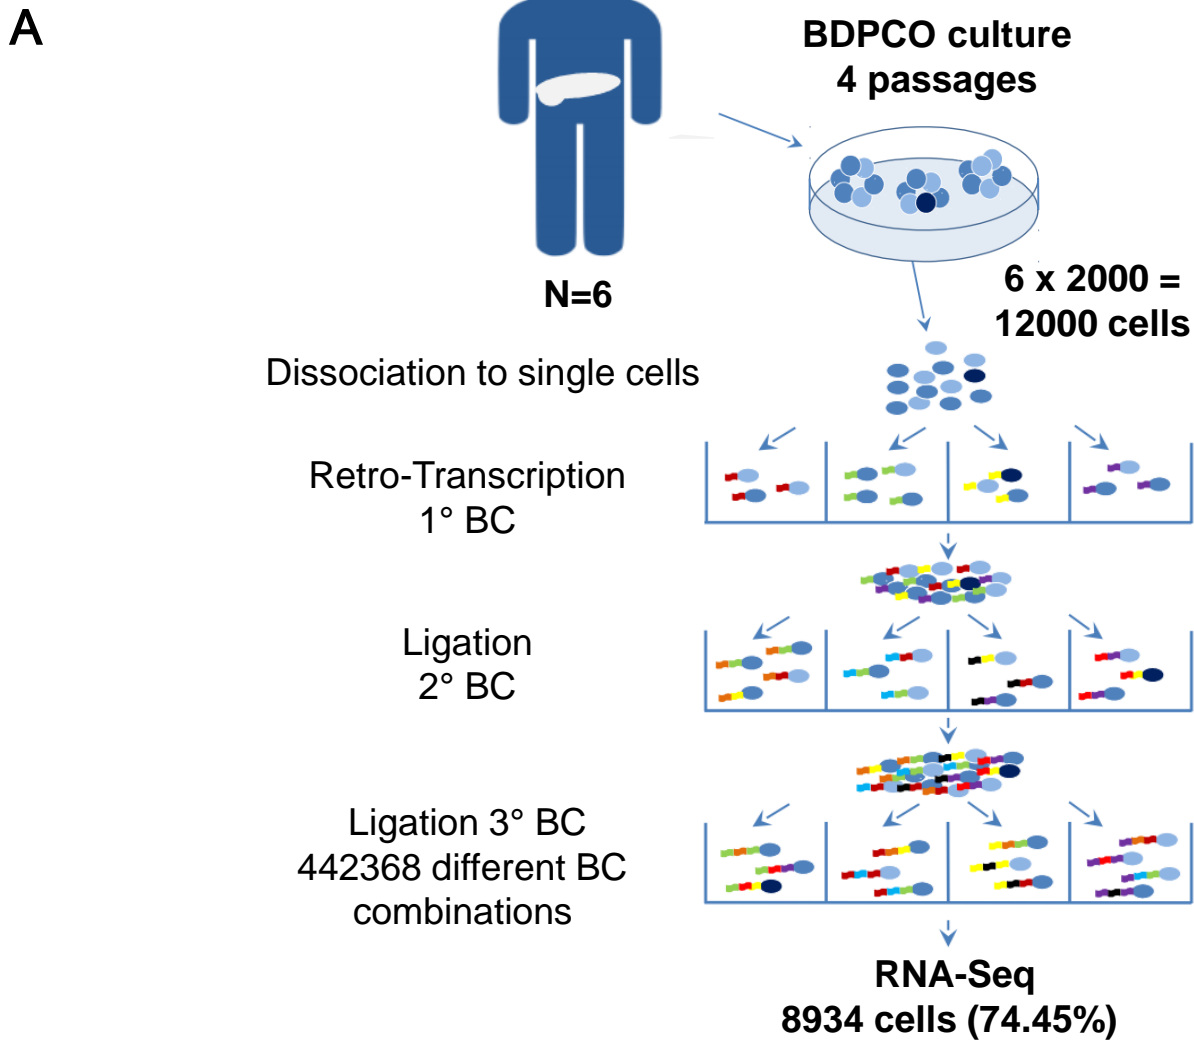 A
BDPCO culture
4 passages
N=6
6 x 2000 =
12000 cells
Dissociation to single cells
Retro-Transcription
1° BC
Ligation
2° BC
Ligation 3° BC
442368 different BC
combinations
RNA-Seq
8934 cells (74.45%)